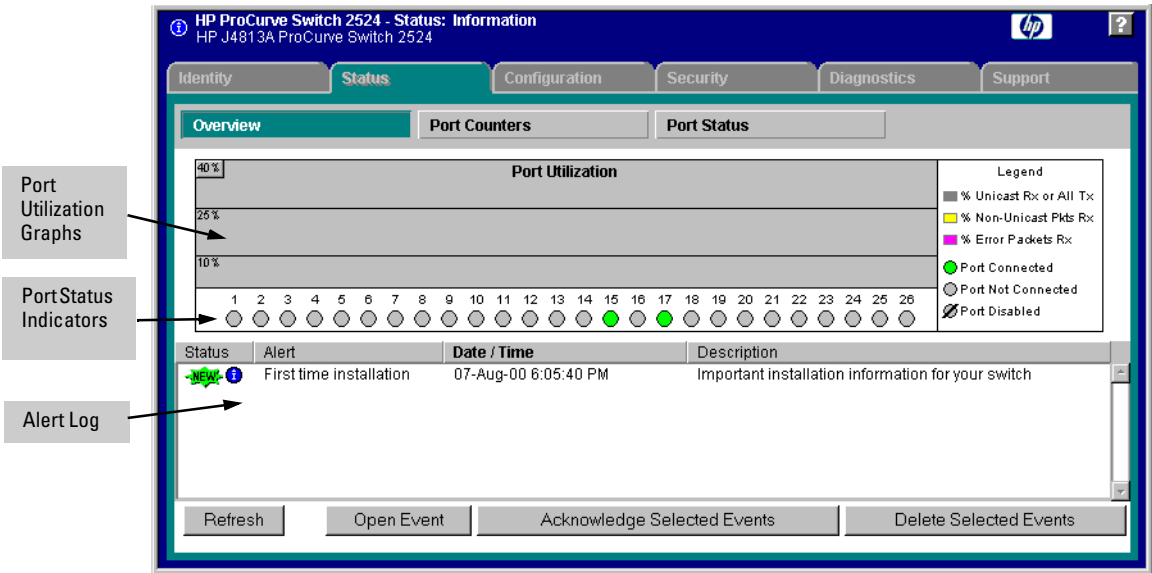 HP ProCurve Switch 2524 - Status: Information
HP J4813A ProCurve Switch 2524
hp
?
Identity
Status
Configuration
Security
Diagnostics
Support
Overview
Port Counters
Port Status
Port Utilization
40%
25%
10%
Legend
% Unicast Rx or All Tx
% Non-Unicast Pkts Rx
% Error Packets Rx
Port Connected
Port Not Connected
Port Disabled
1 2 3 4 5 6 7 8 9 10 11 12 13 14 15 16 17 18 19 20 21 22 23 24 25 26
Port
Utilization
Graphs
Port Status
Indicators
Alert Log
Status Alert Date / Time Description
NEW! i First time installation 07-Aug-00 6:05:40 PM Important installation information for your switch
Refresh
Open Event
Acknowledge Selected Events
Delete Selected Events